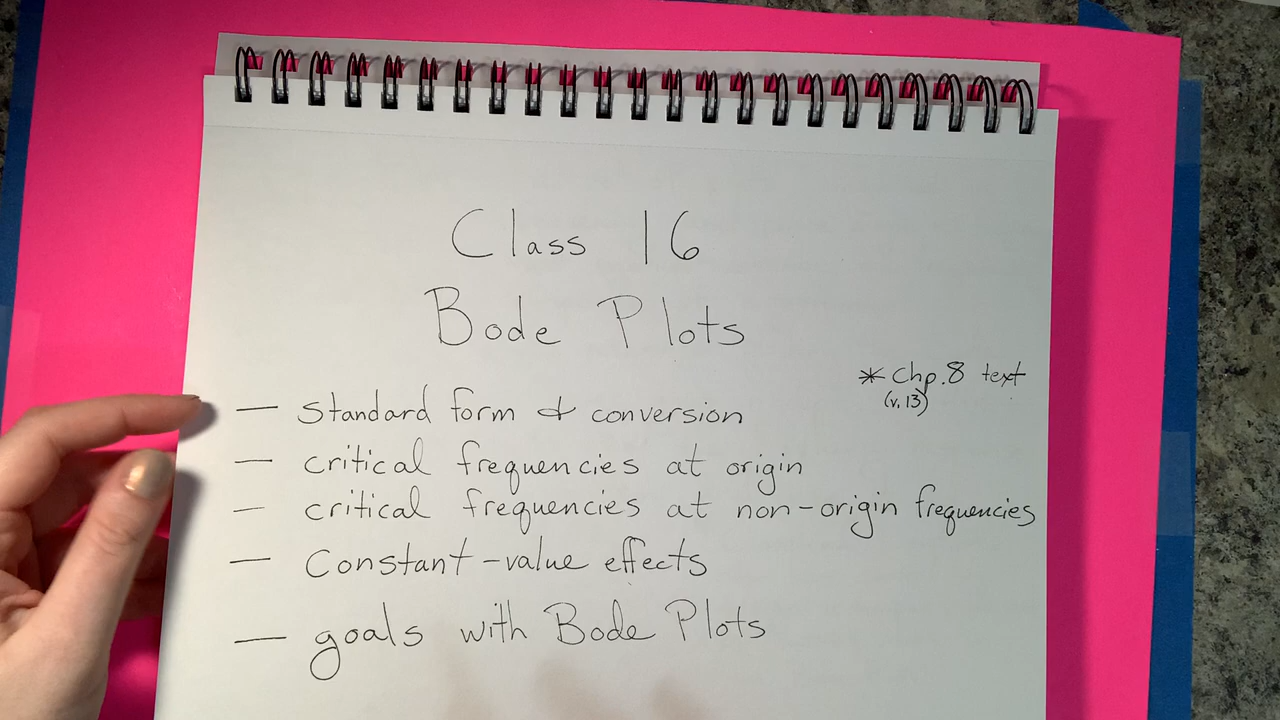 Class 16
Bode Plots
* Chp. 8 text
(v. 13)
— standard form & conversion
— critical frequencies at origin
— critical frequencies at non-origin frequencies
— Constant-value effects
— goals with Bode Plots